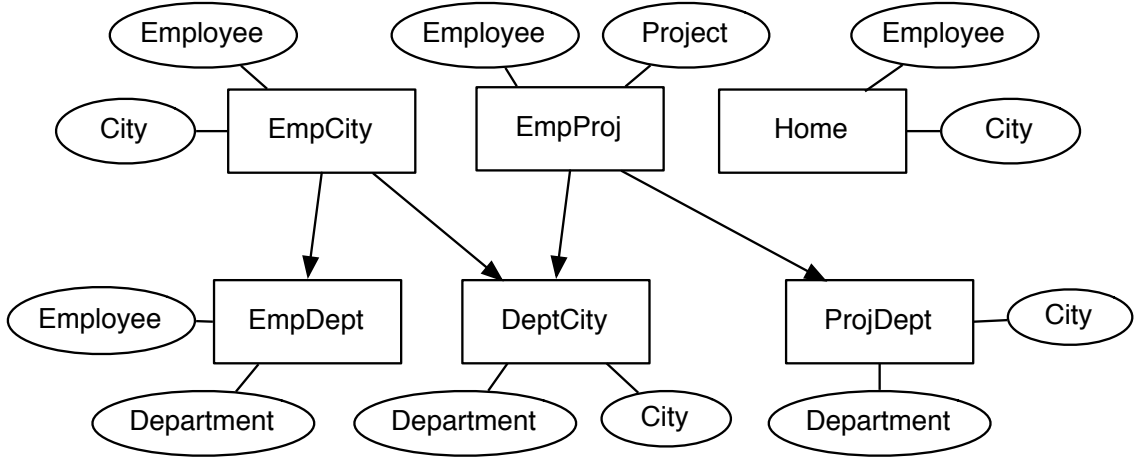 Employee
Employee
Project
Employee
City
EmpCity
EmpProj
Home
City
Employee
EmpDept
DeptCity
ProjDept
City
Department
Department
City
Department